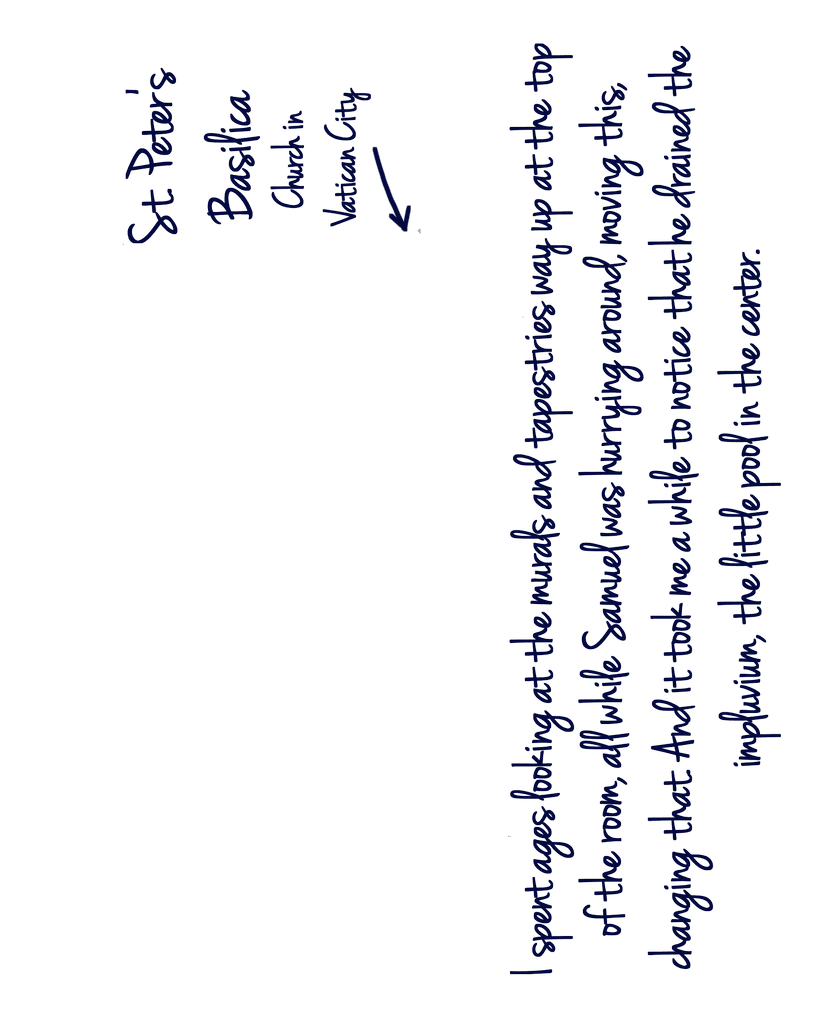 St. Peter's
Basilica
Church in
Vatican City
I spent ages looking at the murals and tapestries way up at the top
of the room, all while Samuel was hurrying around, moving this,
changing that. And it took me a while to notice that he drained the
impluvium, the little pool in the center.